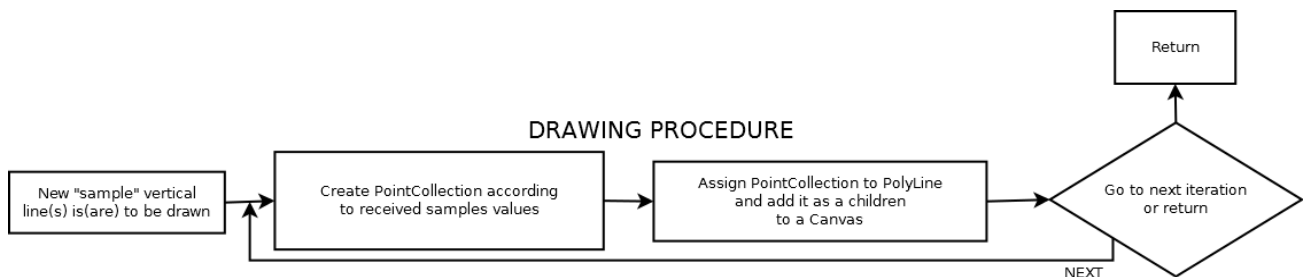 Return
DRAWING PROCEDURE
New "sample" vertical
line(s) is(are) to be drawn
Create PointCollection according
to received samples values
Assign PointCollection to PolyLine
and add it as a children
to a Canvas
Go to next iteration
or return
NEXT